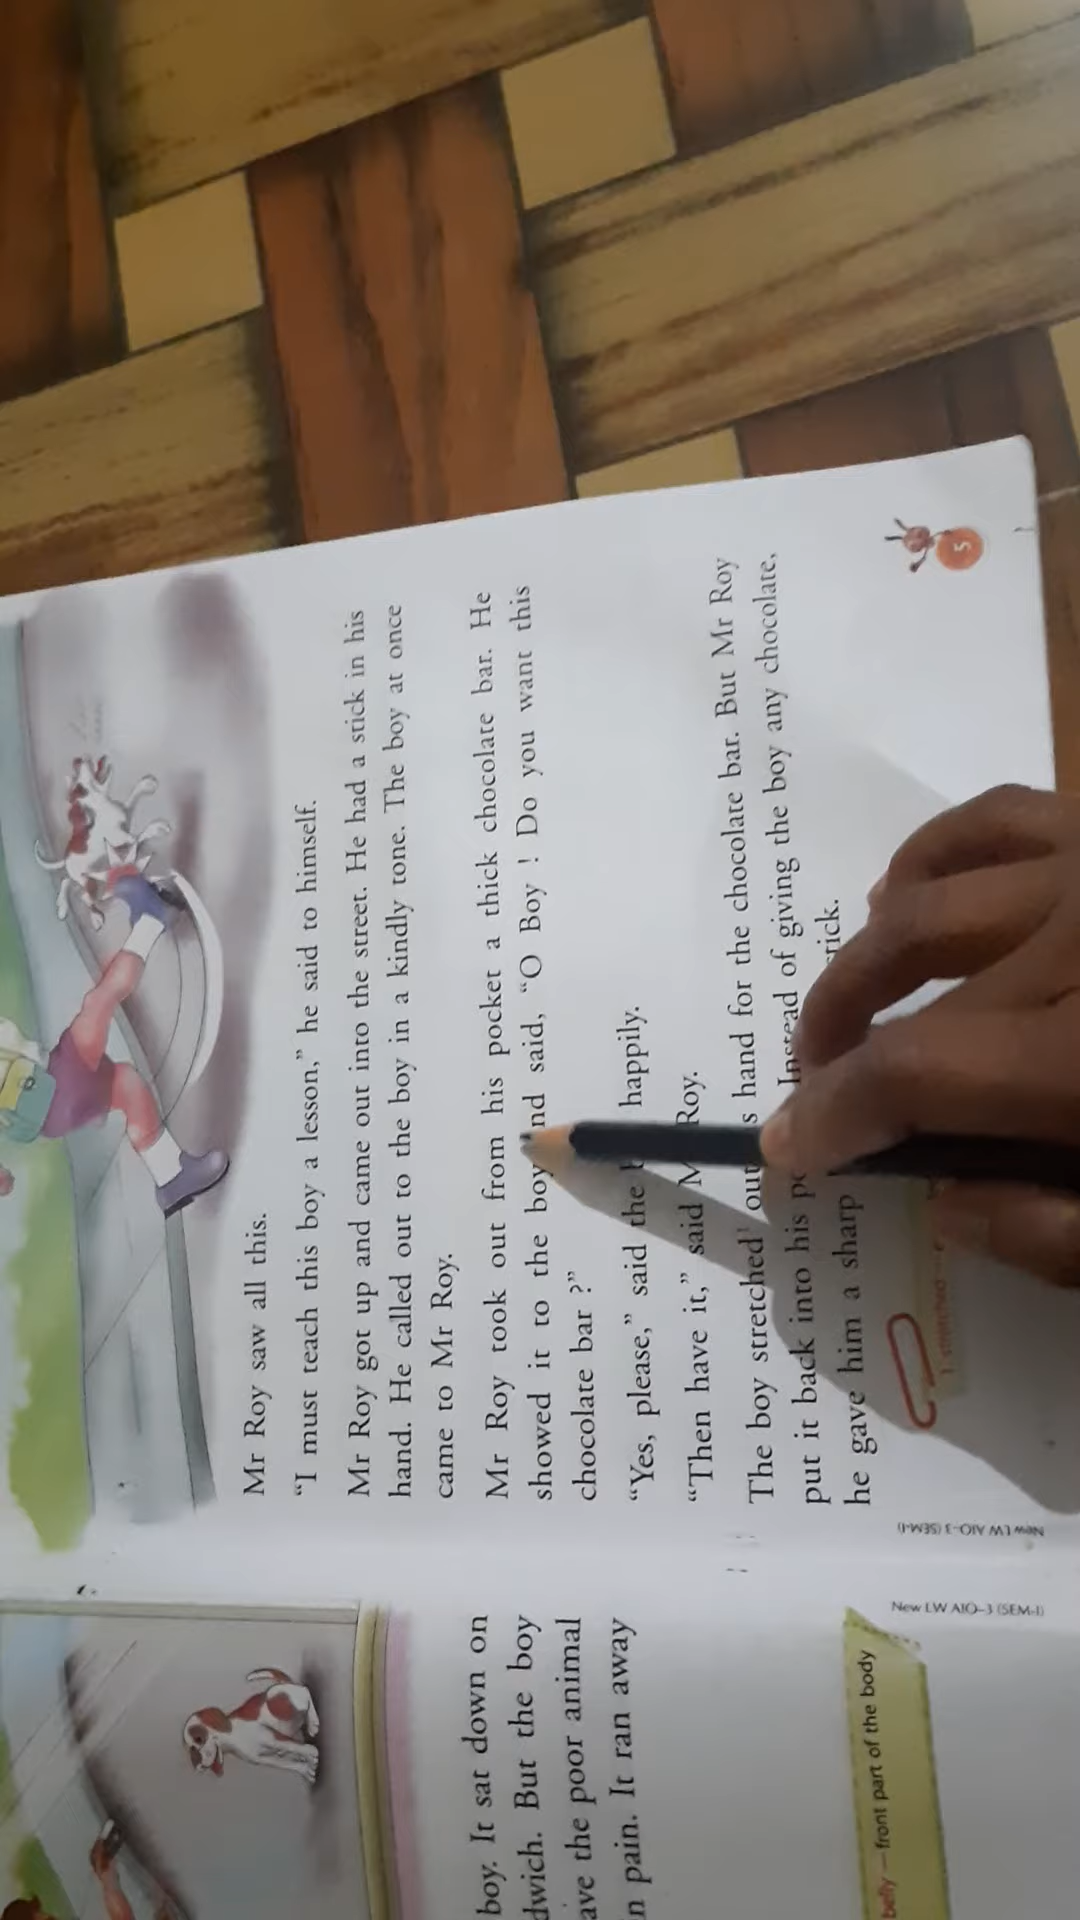 boy. It sat down on
dwich. But the boy
ave the poor animal
n pain. It ran away
belly — front part of the body
New LW AIO-3 (SEM-I)
Mr Roy saw all this.
“I must teach this boy a lesson,” he said to himself.
Mr Roy got up and came out into the street. He had a stick in his
hand. He called out to the boy in a kindly tone. The boy at once
came to Mr Roy.
Mr Roy took out from his pocket a thick chocolate bar. He
showed it to the boy nd said, “O Boy ! Do you want this
chocolate bar ?”
“Yes, please,” said the happily.
“Then have it,” said M Roy.
The boy stretched¹ out s hand for the chocolate bar. But Mr Roy
put it back into his po Instead of giving the boy any chocolate,
he gave him a sharp rick.
New LW AIO-3 (SEM-I)
5